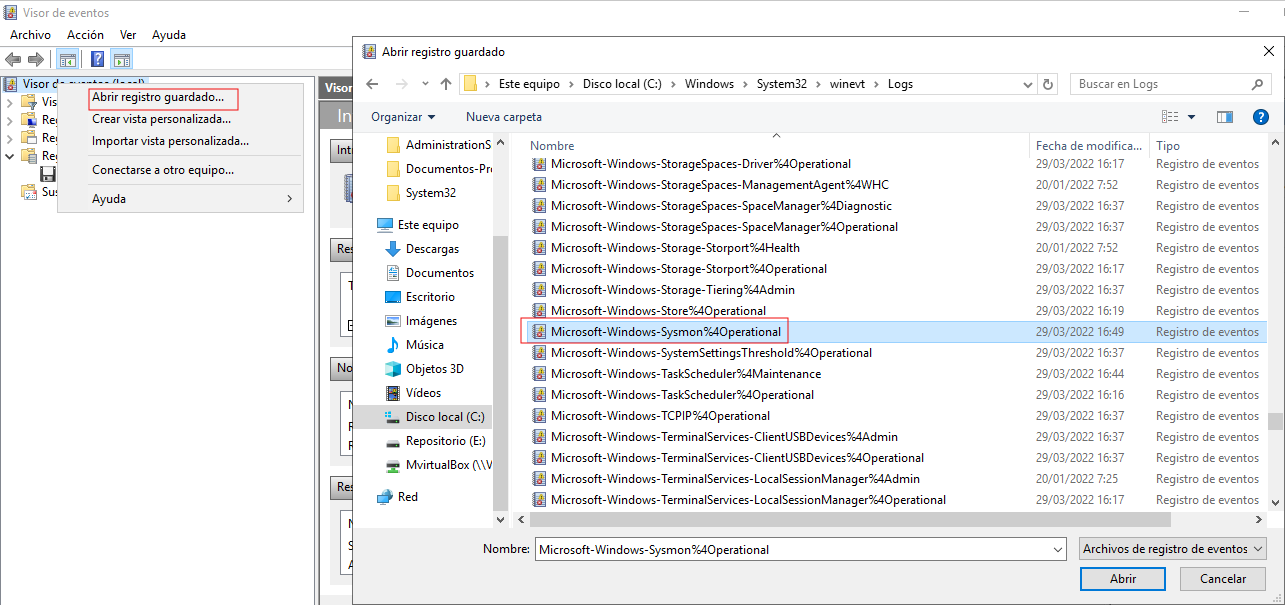 Visor de eventos
Archivo Acción Ver Ayuda
Visor de eventos (local)
Vis
Reg
Reg
Reg
Sus
Abrir registro guardado...
Crear vista personalizada...
Importar vista personalizada...
Conectarse a otro equipo...
Ayuda
Visor
In
Int
Res
No
Res
Abrir registro guardado
Este equipo > Disco local (C:) > Windows > System32 > winevt > Logs
Buscar en Logs
Organizar Nueva carpeta
AdministrationS
Documentos-Pro
System32
Este equipo
Descargas
Documentos
Escritorio
Imágenes
Música
Objetos 3D
Vídeos
Disco local (C:)
Repositorio (E:)
MvirtualBox (\\V
Red
Nombre Fecha de modifica... Tipo
Microsoft-Windows-StorageSpaces-Driver%4Operational 29/03/2022 16:17 Registro de eventos
Microsoft-Windows-StorageSpaces-ManagementAgent%4WHC 20/01/2022 7:52 Registro de eventos
Microsoft-Windows-StorageSpaces-SpaceManager%4Diagnostic 29/03/2022 16:37 Registro de eventos
Microsoft-Windows-StorageSpaces-SpaceManager%4Operational 29/03/2022 16:37 Registro de eventos
Microsoft-Windows-Storage-Storport%4Health 20/01/2022 7:52 Registro de eventos
Microsoft-Windows-Storage-Storport%4Operational 29/03/2022 16:17 Registro de eventos
Microsoft-Windows-Storage-Tiering%4Admin 29/03/2022 16:37 Registro de eventos
Microsoft-Windows-Store%4Operational 29/03/2022 16:19 Registro de eventos
Microsoft-Windows-Sysmon%4Operational 29/03/2022 16:49 Registro de eventos
Microsoft-Windows-SystemSettingsThreshold%4Operational 29/03/2022 16:37 Registro de eventos
Microsoft-Windows-TaskScheduler%4Maintenance 29/03/2022 16:44 Registro de eventos
Microsoft-Windows-TaskScheduler%4Operational 29/03/2022 16:16 Registro de eventos
Microsoft-Windows-TCPIP%4Operational 29/03/2022 16:37 Registro de eventos
Microsoft-Windows-TerminalServices-ClientUSBDevices%4Admin 29/03/2022 16:37 Registro de eventos
Microsoft-Windows-TerminalServices-ClientUSBDevices%4Operational 29/03/2022 16:37 Registro de eventos
Microsoft-Windows-TerminalServices-LocalSessionManager%4Admin 20/01/2022 7:25 Registro de eventos
Microsoft-Windows-TerminalServices-LocalSessionManager%4Operational 29/03/2022 16:17 Registro de eventos
Nombre: Microsoft-Windows-Sysmon%4Operational Archivos de registro de eventos
Abrir Cancelar